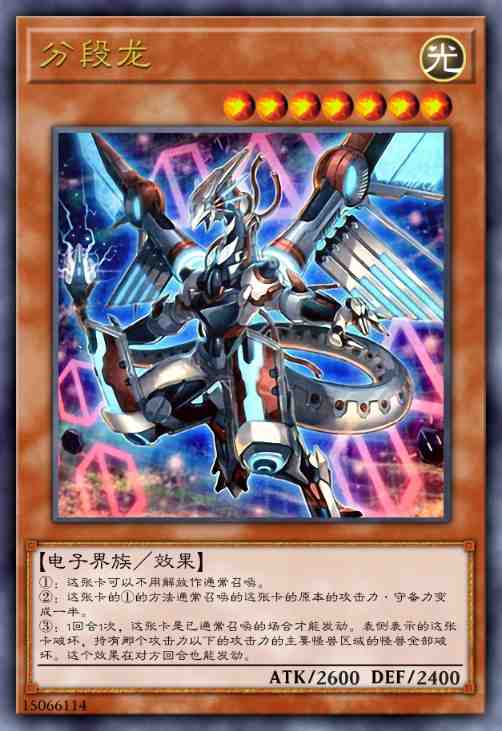 分段龙
光
【电子界族／效果】
①：这张卡可以不用解放作通常召唤。
②：这张卡的①的方法通常召唤的这张卡的原本的攻击力·守备力变
成一半。
③：1回合1次，这张卡是已通常召唤的场合才能发动。表侧表示的这张
卡破坏，持有那个攻击力以下的攻击力的主要怪兽区域的怪兽全部破
坏。这个效果在对方回合也能发动。
ATK/2600 DEF/2400
15066114